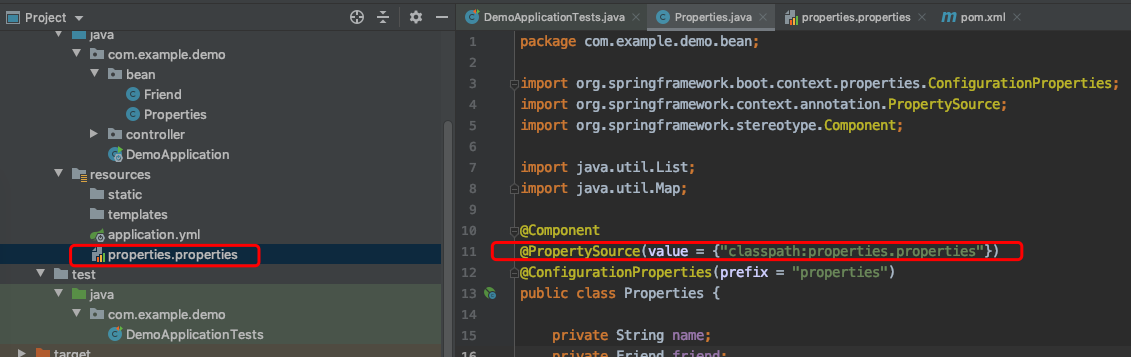 Project
java
com.example.demo
bean
Friend
Properties
controller
DemoApplication
resources
static
templates
application.yml
properties.properties
test
java
com.example.demo
DemoApplicationTests
target
DemoApplicationTests.java
Properties.java
properties.properties
pom.xml
1 package com.example.demo.bean;
2
3 import org.springframework.boot.context.properties.ConfigurationProperties;
4 import org.springframework.context.annotation.PropertySource;
5 import org.springframework.stereotype.Component;
6
7 import java.util.List;
8 import java.util.Map;
9
10 @Component
11 @PropertySource(value = {"classpath:properties.properties"})
12 @ConfigurationProperties(prefix = "properties")
13 public class Properties {
14
15 private String name;
16 private Friend friend;